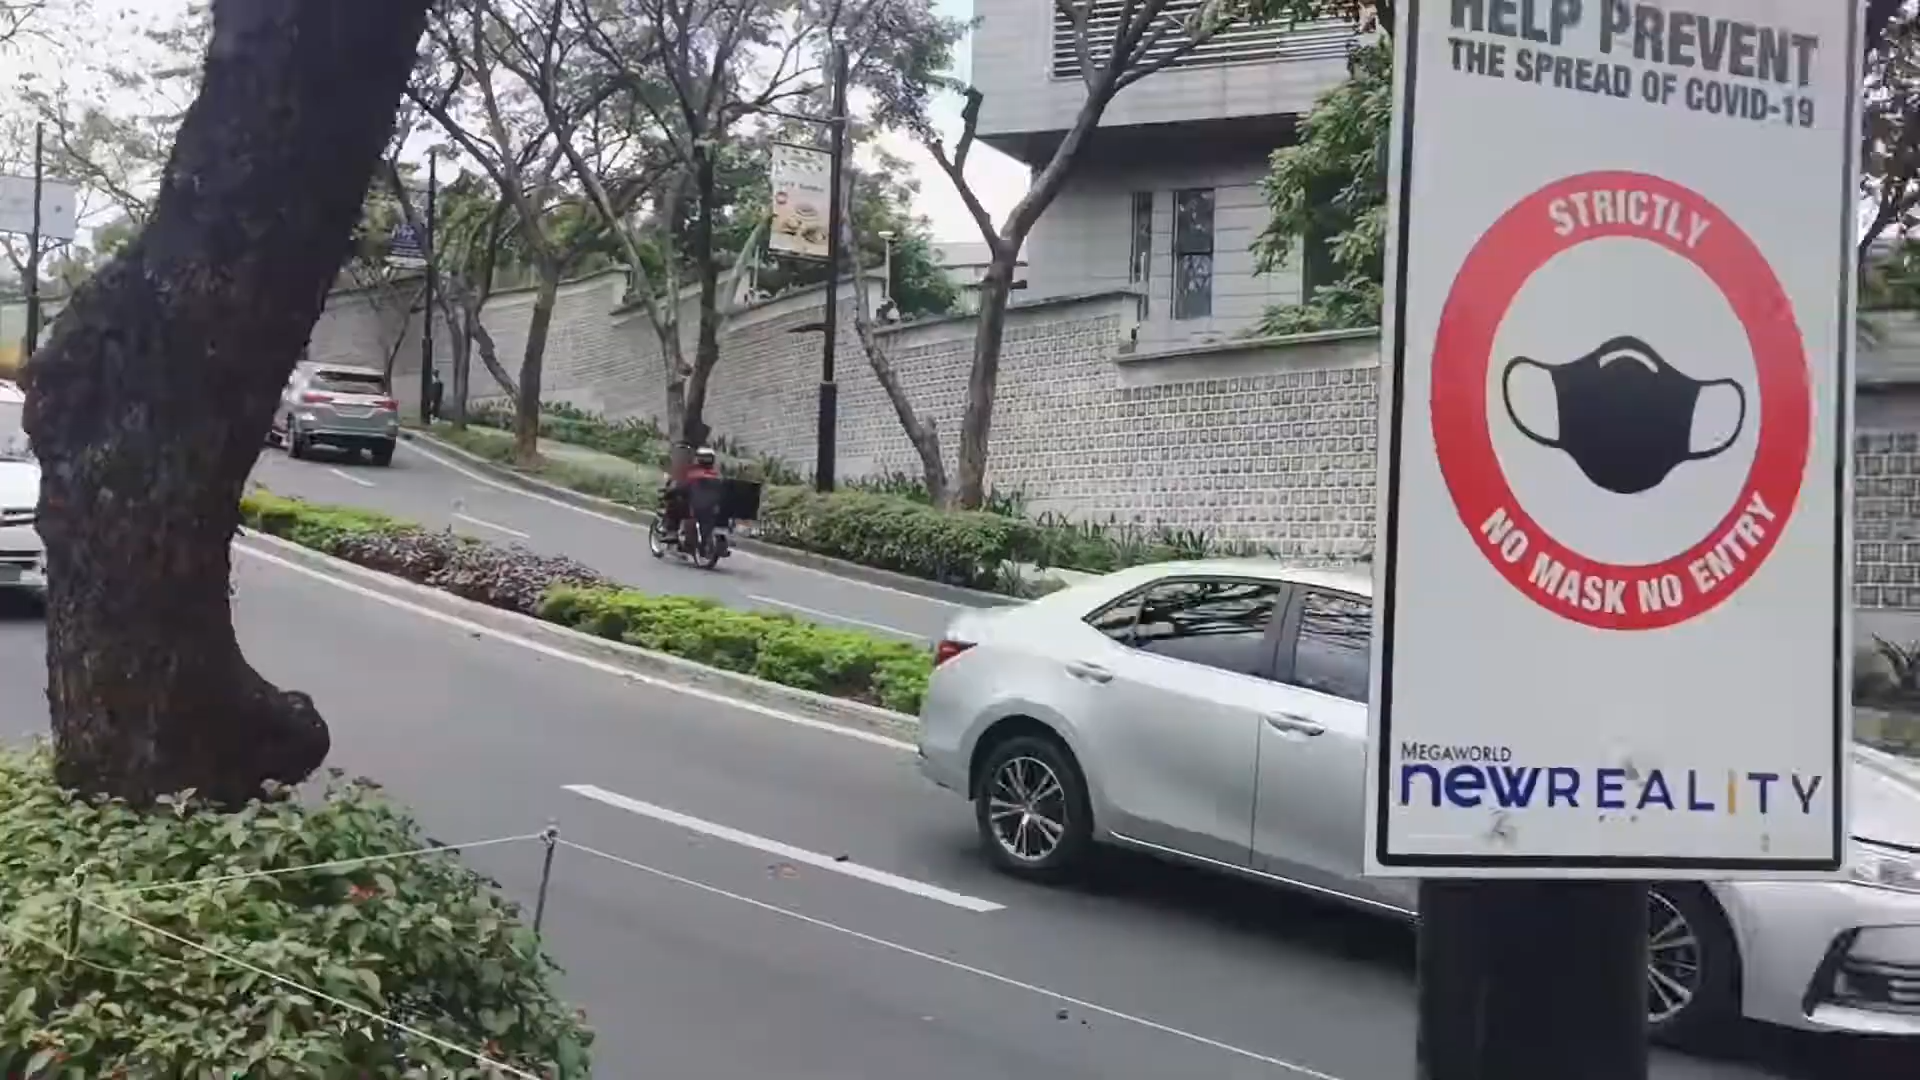 HELP PREVENT
THE SPREAD OF COVID-19
STRICTLY
NO MASK NO ENTRY
MEGAWORLD
newREALITY